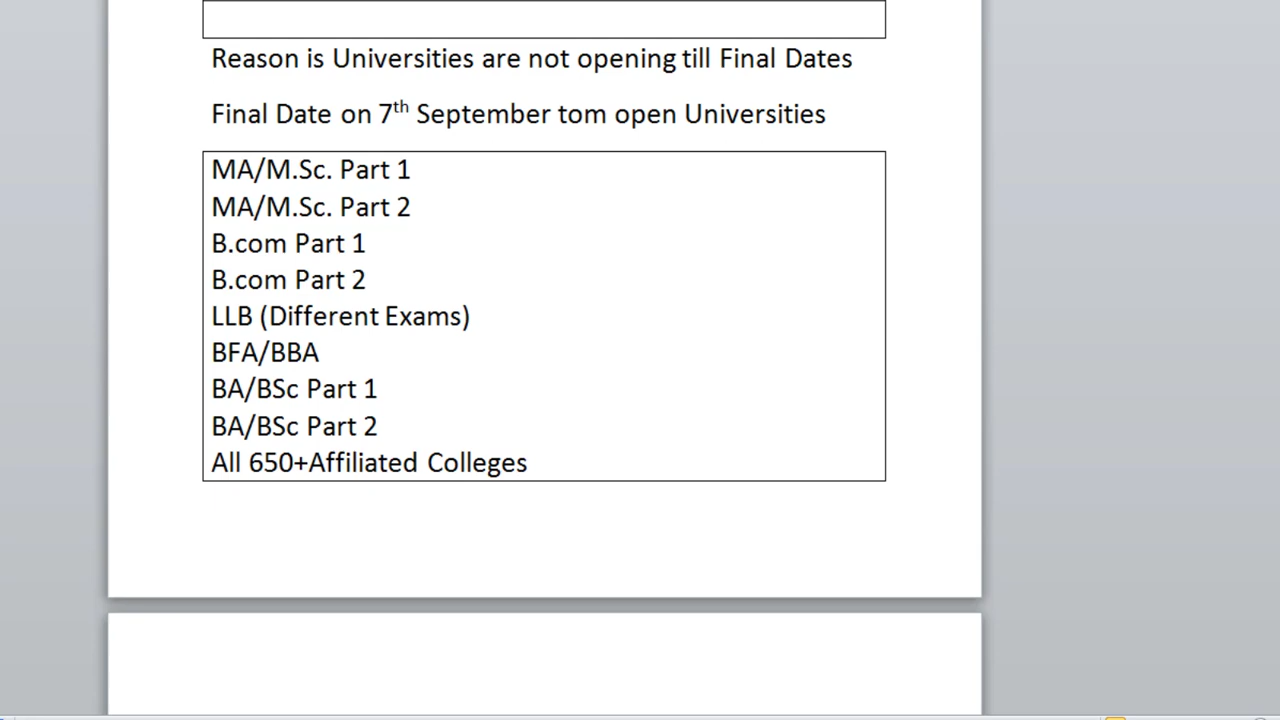 Reason is Universities are not opening till Final Dates
Final Date on 7th September tom open Universities
MA/M.Sc. Part 1
MA/M.Sc. Part 2
B.com Part 1
B.com Part 2
LLB (Different Exams)
BFA/BBA
BA/BSc Part 1
BA/BSc Part 2
All 650+Affiliated Colleges